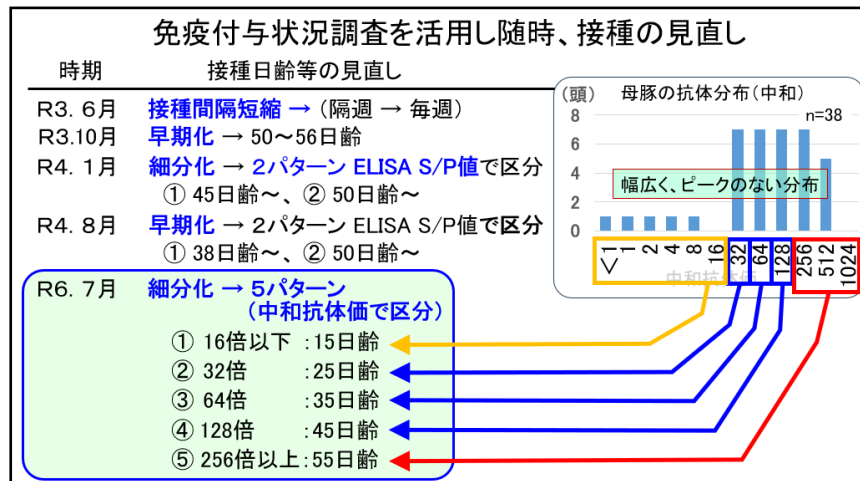 免疫付与状況調査を活用し随時、接種の見直し
時期 接種日齢等の見直し
R3. 6月 接種間隔短縮 → (隔週 → 毎週)
R3.10月 早期化 → 50~56日齢
R4. 1月 細分化 → 2パターン ELISA S/P値で区分
① 45日齢~、② 50日齢~
R4. 8月 早期化 → 2パターン ELISA S/P値で区分
① 38日齢~、② 50日齢~
R6. 7月 細分化 → 5パターン
(中和抗体価で区分)
① 16倍以下 :15日齢
② 32倍 :25日齢
③ 64倍 :35日齢
④ 128倍 :45日齢
⑤ 256倍以上:55日齢
(頭) 母豚の抗体分布(中和)
n=38
8
6
4
2
0
幅広く、ピークのない分布
<1 1 2 4 8 16 32 64 128 256 512 1024
中和抗体価